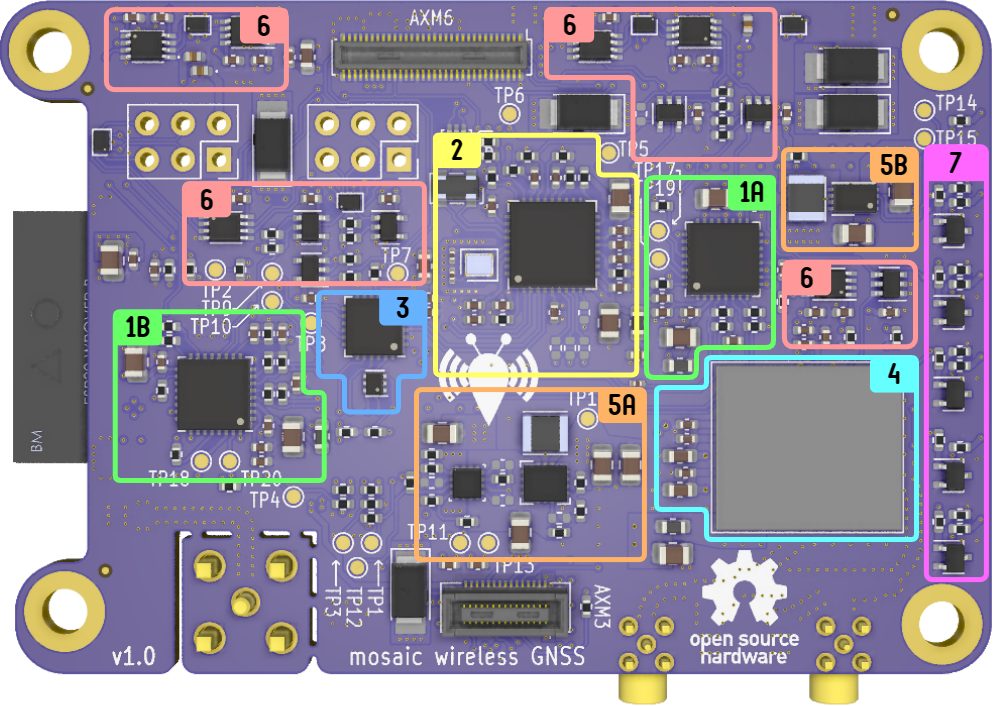 AXM6
6
6
TP6
TP14
TP15
2
TP5
TP17
5B
7
1A
6
TP7
TP2
TP9
TP10
3
6
1B
TP8
4
5A
TP18
TP20
TP4
TP11
TP13
TP3
TP12
TP1
AXM3
BM
open source
hardware
v1.0
mosaic wireless GNSS